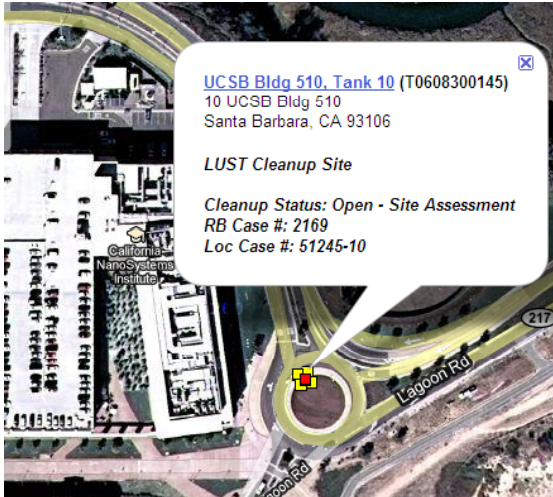 UCSB Bldg 510, Tank 10 (T0608300145)
10 UCSB Bldg 510
Santa Barbara, CA 93106
LUST Cleanup Site
Cleanup Status: Open - Site Assessment
RB Case #: 2169
Loc Case #: 51245-10
California
NanoSystems
Institute
217
Lagoon Rd
Lagoon Rd